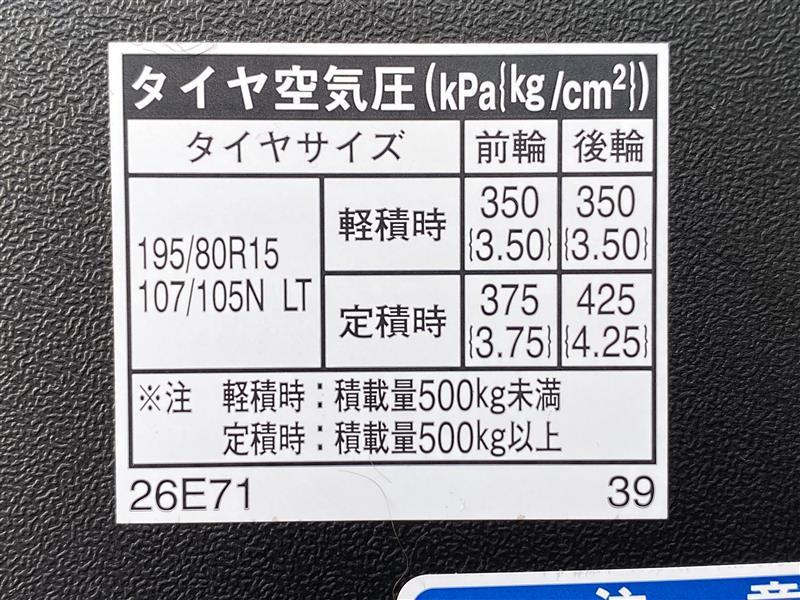 タイヤ空気圧(kPa{kg/cm²})
タイヤサイズ 前輪 後輪
195/80R15
107/105N LT
軽積時 350 350
{3.50} {3.50}
定積時 375 425
{3.75} {4.25}
※注 軽積時：積載量500kg未満
定積時：積載量500kg以上
26E71 39
注意